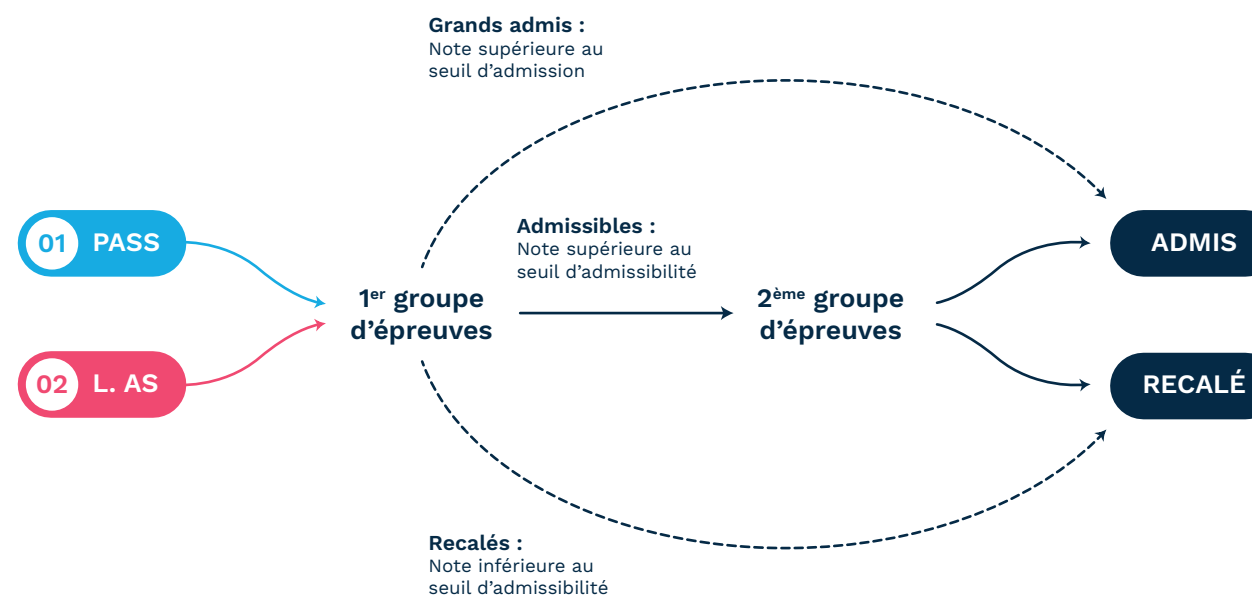 Grands admis :
Note supérieure au
seuil d’admission
01 PASS
02 L. AS
1er groupe
d’épreuves
Admissibles :
Note supérieure au
seuil d’admissibilité
2ème groupe
d’épreuves
ADMIS
RECALÉ
Recalés :
Note inférieure au
seuil d’admissibilité